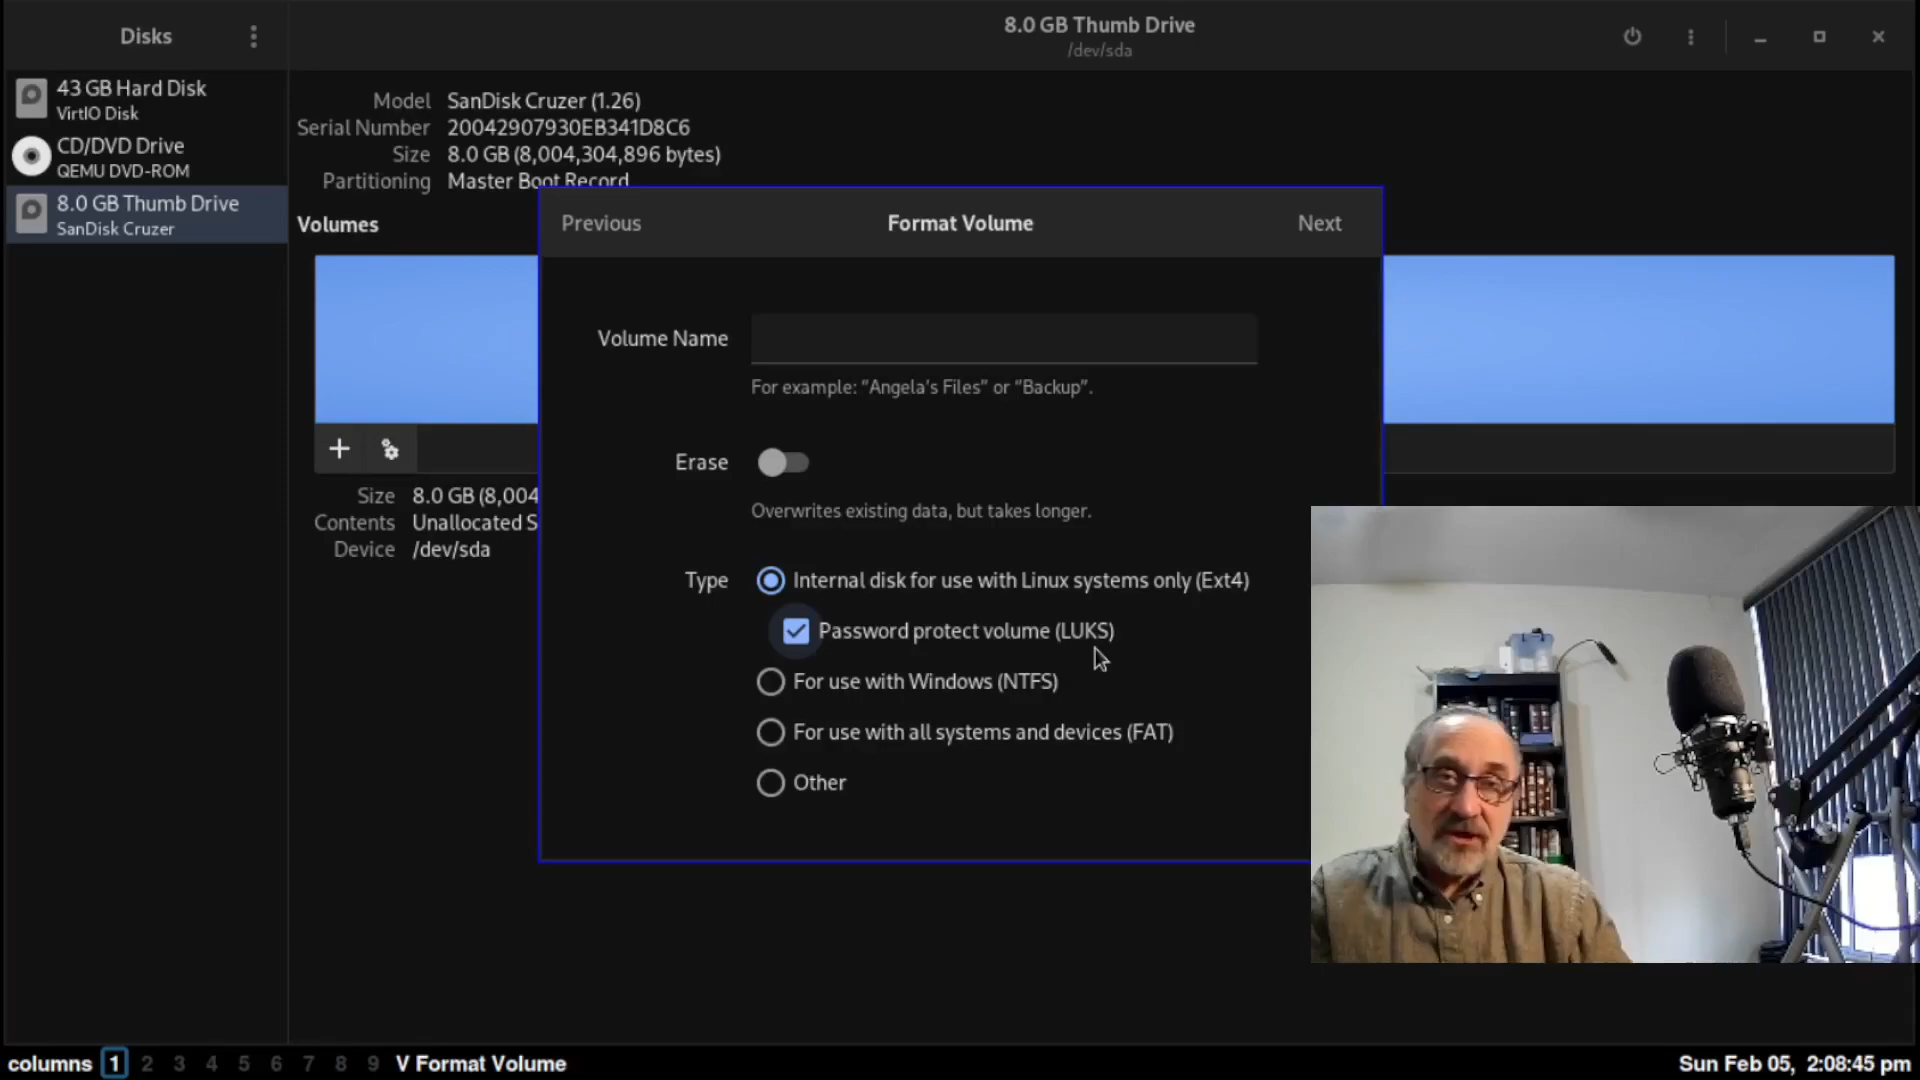 Disks
8.0 GB Thumb Drive
/dev/sda
43 GB Hard Disk
VirtIO Disk
CD/DVD Drive
QEMU DVD-ROM
8.0 GB Thumb Drive
SanDisk Cruzer
Model SanDisk Cruzer (1.26)
Serial Number 20042907930EB341D8C6
Size 8.0 GB (8,004,304,896 bytes)
Partitioning Master Boot Record
Volumes
Previous Format Volume Next
Volume Name
For example: “Angela’s Files” or “Backup”.
Erase
Overwrites existing data, but takes longer.
Size 8.0 GB (8,004
Contents Unallocated S
Device /dev/sda
Type Internal disk for use with Linux systems only (Ext4)
Password protect volume (LUKS)
For use with Windows (NTFS)
For use with all systems and devices (FAT)
Other
columns 1 2 3 4 5 6 7 8 9 V Format Volume
Sun Feb 05, 2:08:45 pm